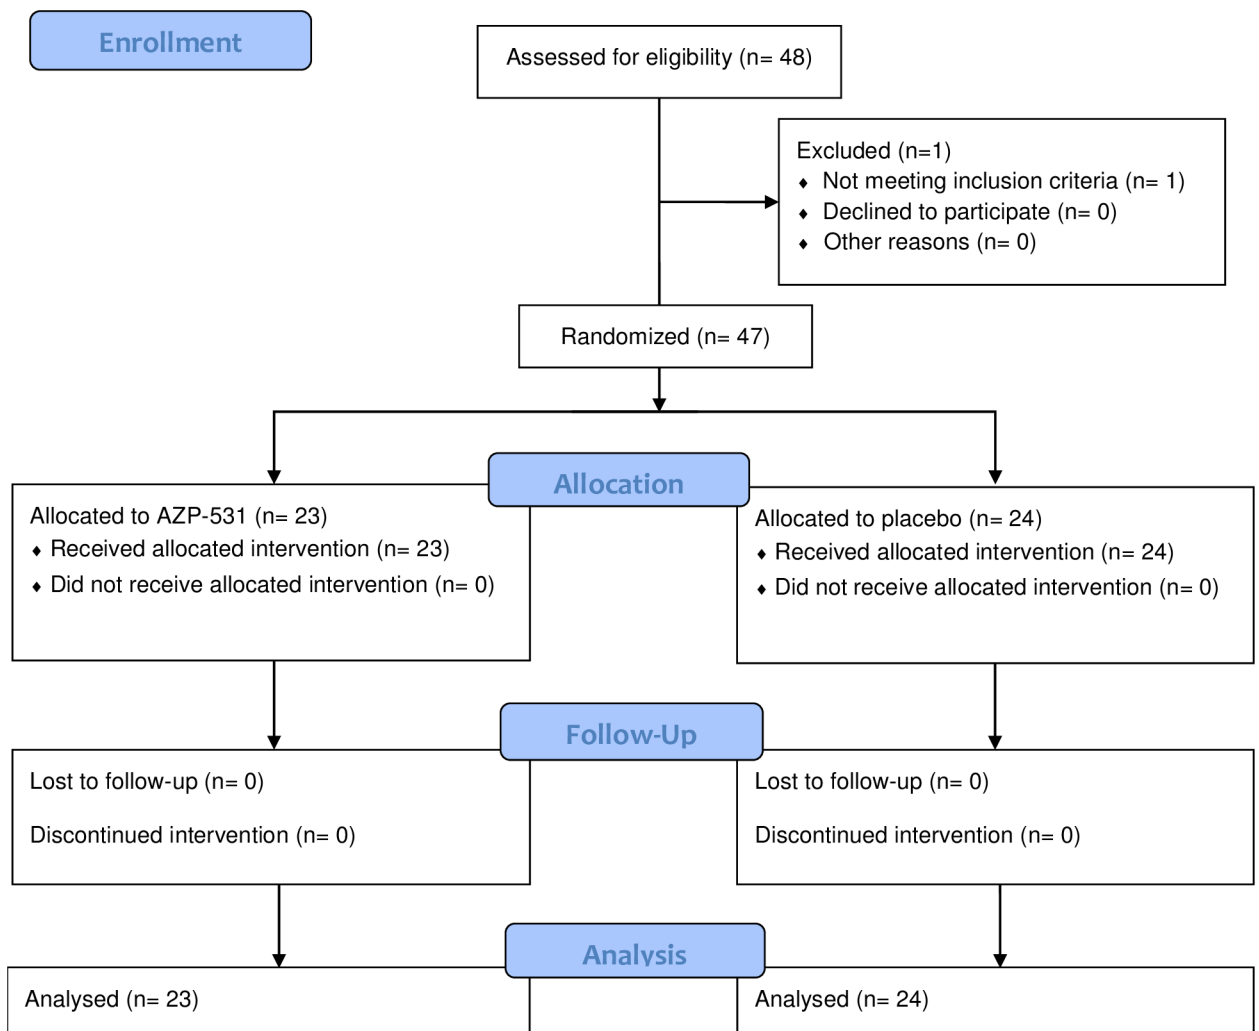 Enrollment
Assessed for eligibility (n= 48)
Excluded (n=1)
♦ Not meeting inclusion criteria (n= 1)
♦ Declined to participate (n= 0)
♦ Other reasons (n= 0)
Randomized (n= 47)
Allocation
Allocated to AZP-531 (n= 23)
♦ Received allocated intervention (n= 23)
♦ Did not receive allocated intervention (n= 0)
Allocated to placebo (n= 24)
♦ Received allocated intervention (n= 24)
♦ Did not receive allocated intervention (n= 0)
Follow-Up
Lost to follow-up (n= 0)
Discontinued intervention (n= 0)
Lost to follow-up (n= 0)
Discontinued intervention (n= 0)
Analysis
Analysed (n= 23)
Analysed (n= 24)